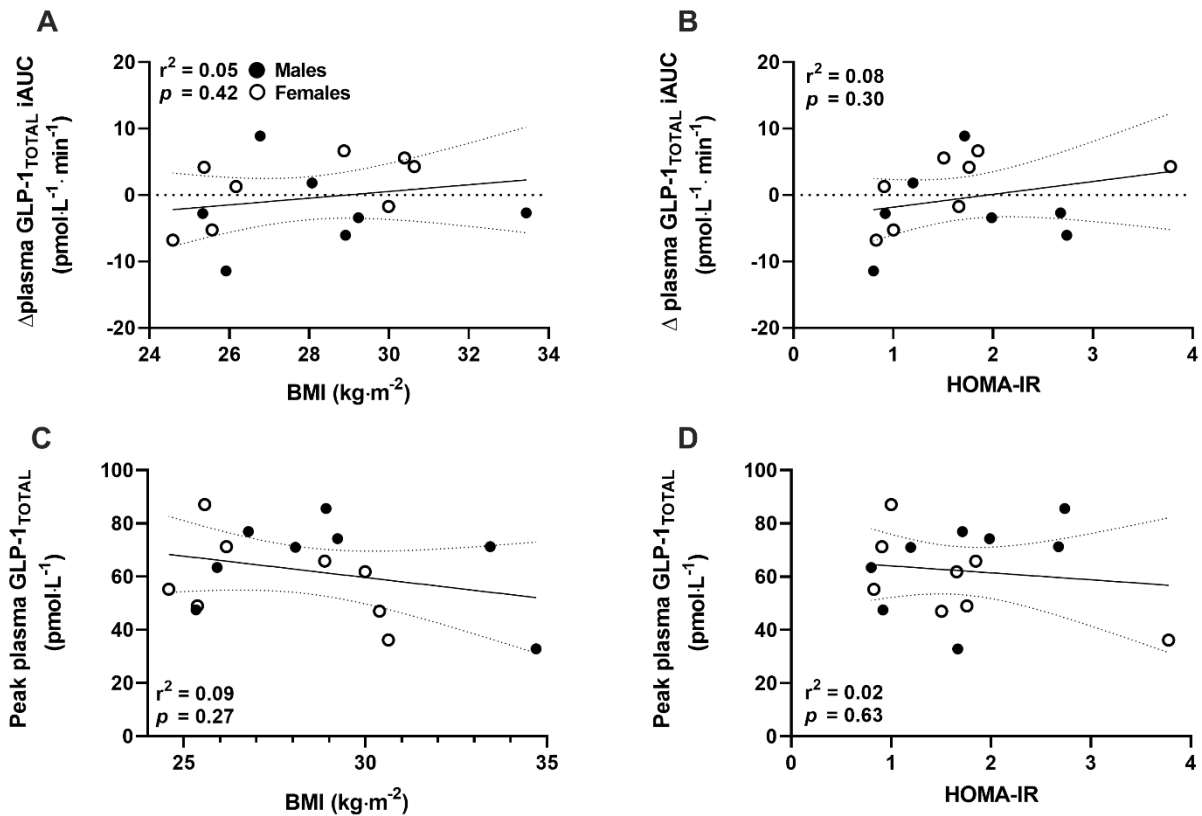 A
Δplasma GLP-1TOTAL iAUC
(pmol·L-1· min-1)
r2 = 0.05
p = 0.42
Males
Females
20
10
0
-10
-20
24
26
28
30
32
34
BMI (kg·m-2)
B
Δ plasma GLP-1TOTAL iAUC
(pmol·L-1· min-1)
r2 = 0.08
p = 0.30
20
10
0
-10
-20
0
1
2
3
4
HOMA-IR
C
Peak plasma GLP-1TOTAL
(pmol·L-1)
100
80
60
40
20
0
r2 = 0.09
p = 0.27
25
30
35
BMI (kg·m-2)
D
Peak plasma GLP-1TOTAL
(pmol·L-1)
100
80
60
40
20
0
r2 = 0.02
p = 0.63
0
1
2
3
4
HOMA-IR